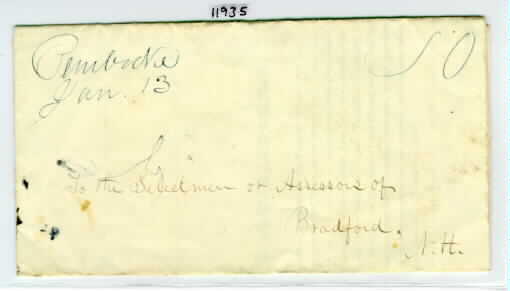 11935
Pembroke
Jan. 13
10
To the Selectmen or Assessors of
Bradford.
N.H.